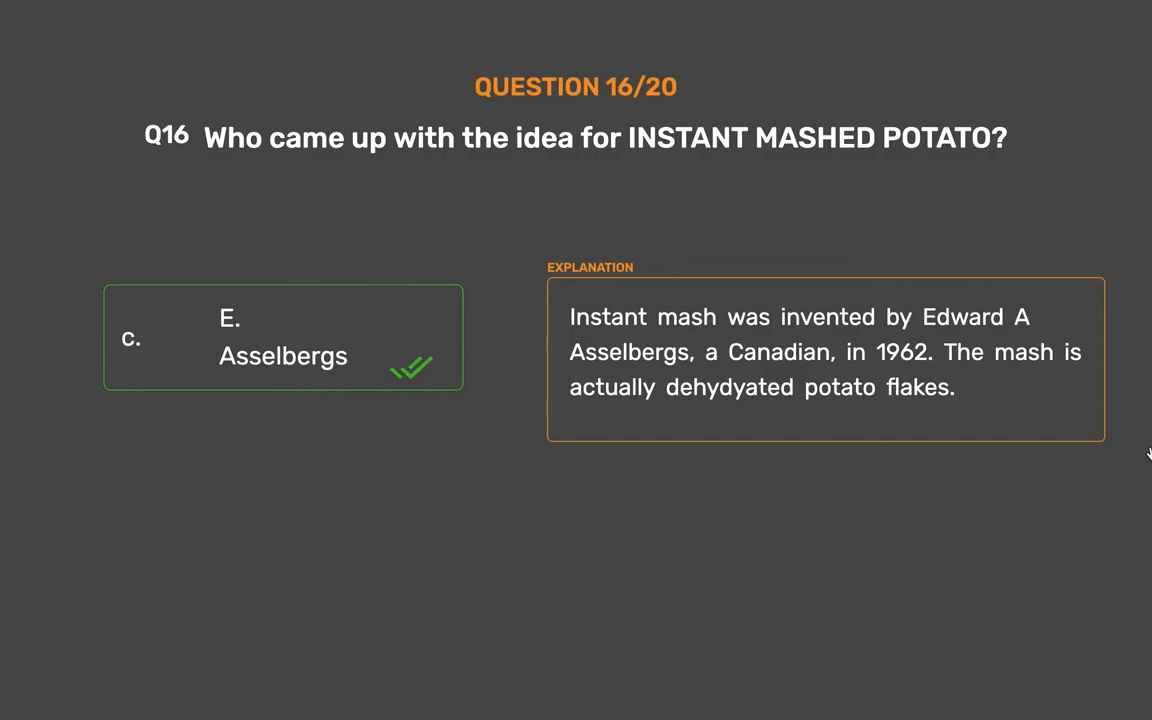 QUESTION 16/20
Q16 Who came up with the idea for INSTANT MASHED POTATO?
EXPLANATION
c.
E.
Asselbergs
Instant mash was invented by Edward A
Asselbergs, a Canadian, in 1962. The mash is
actually dehydyated potato flakes.